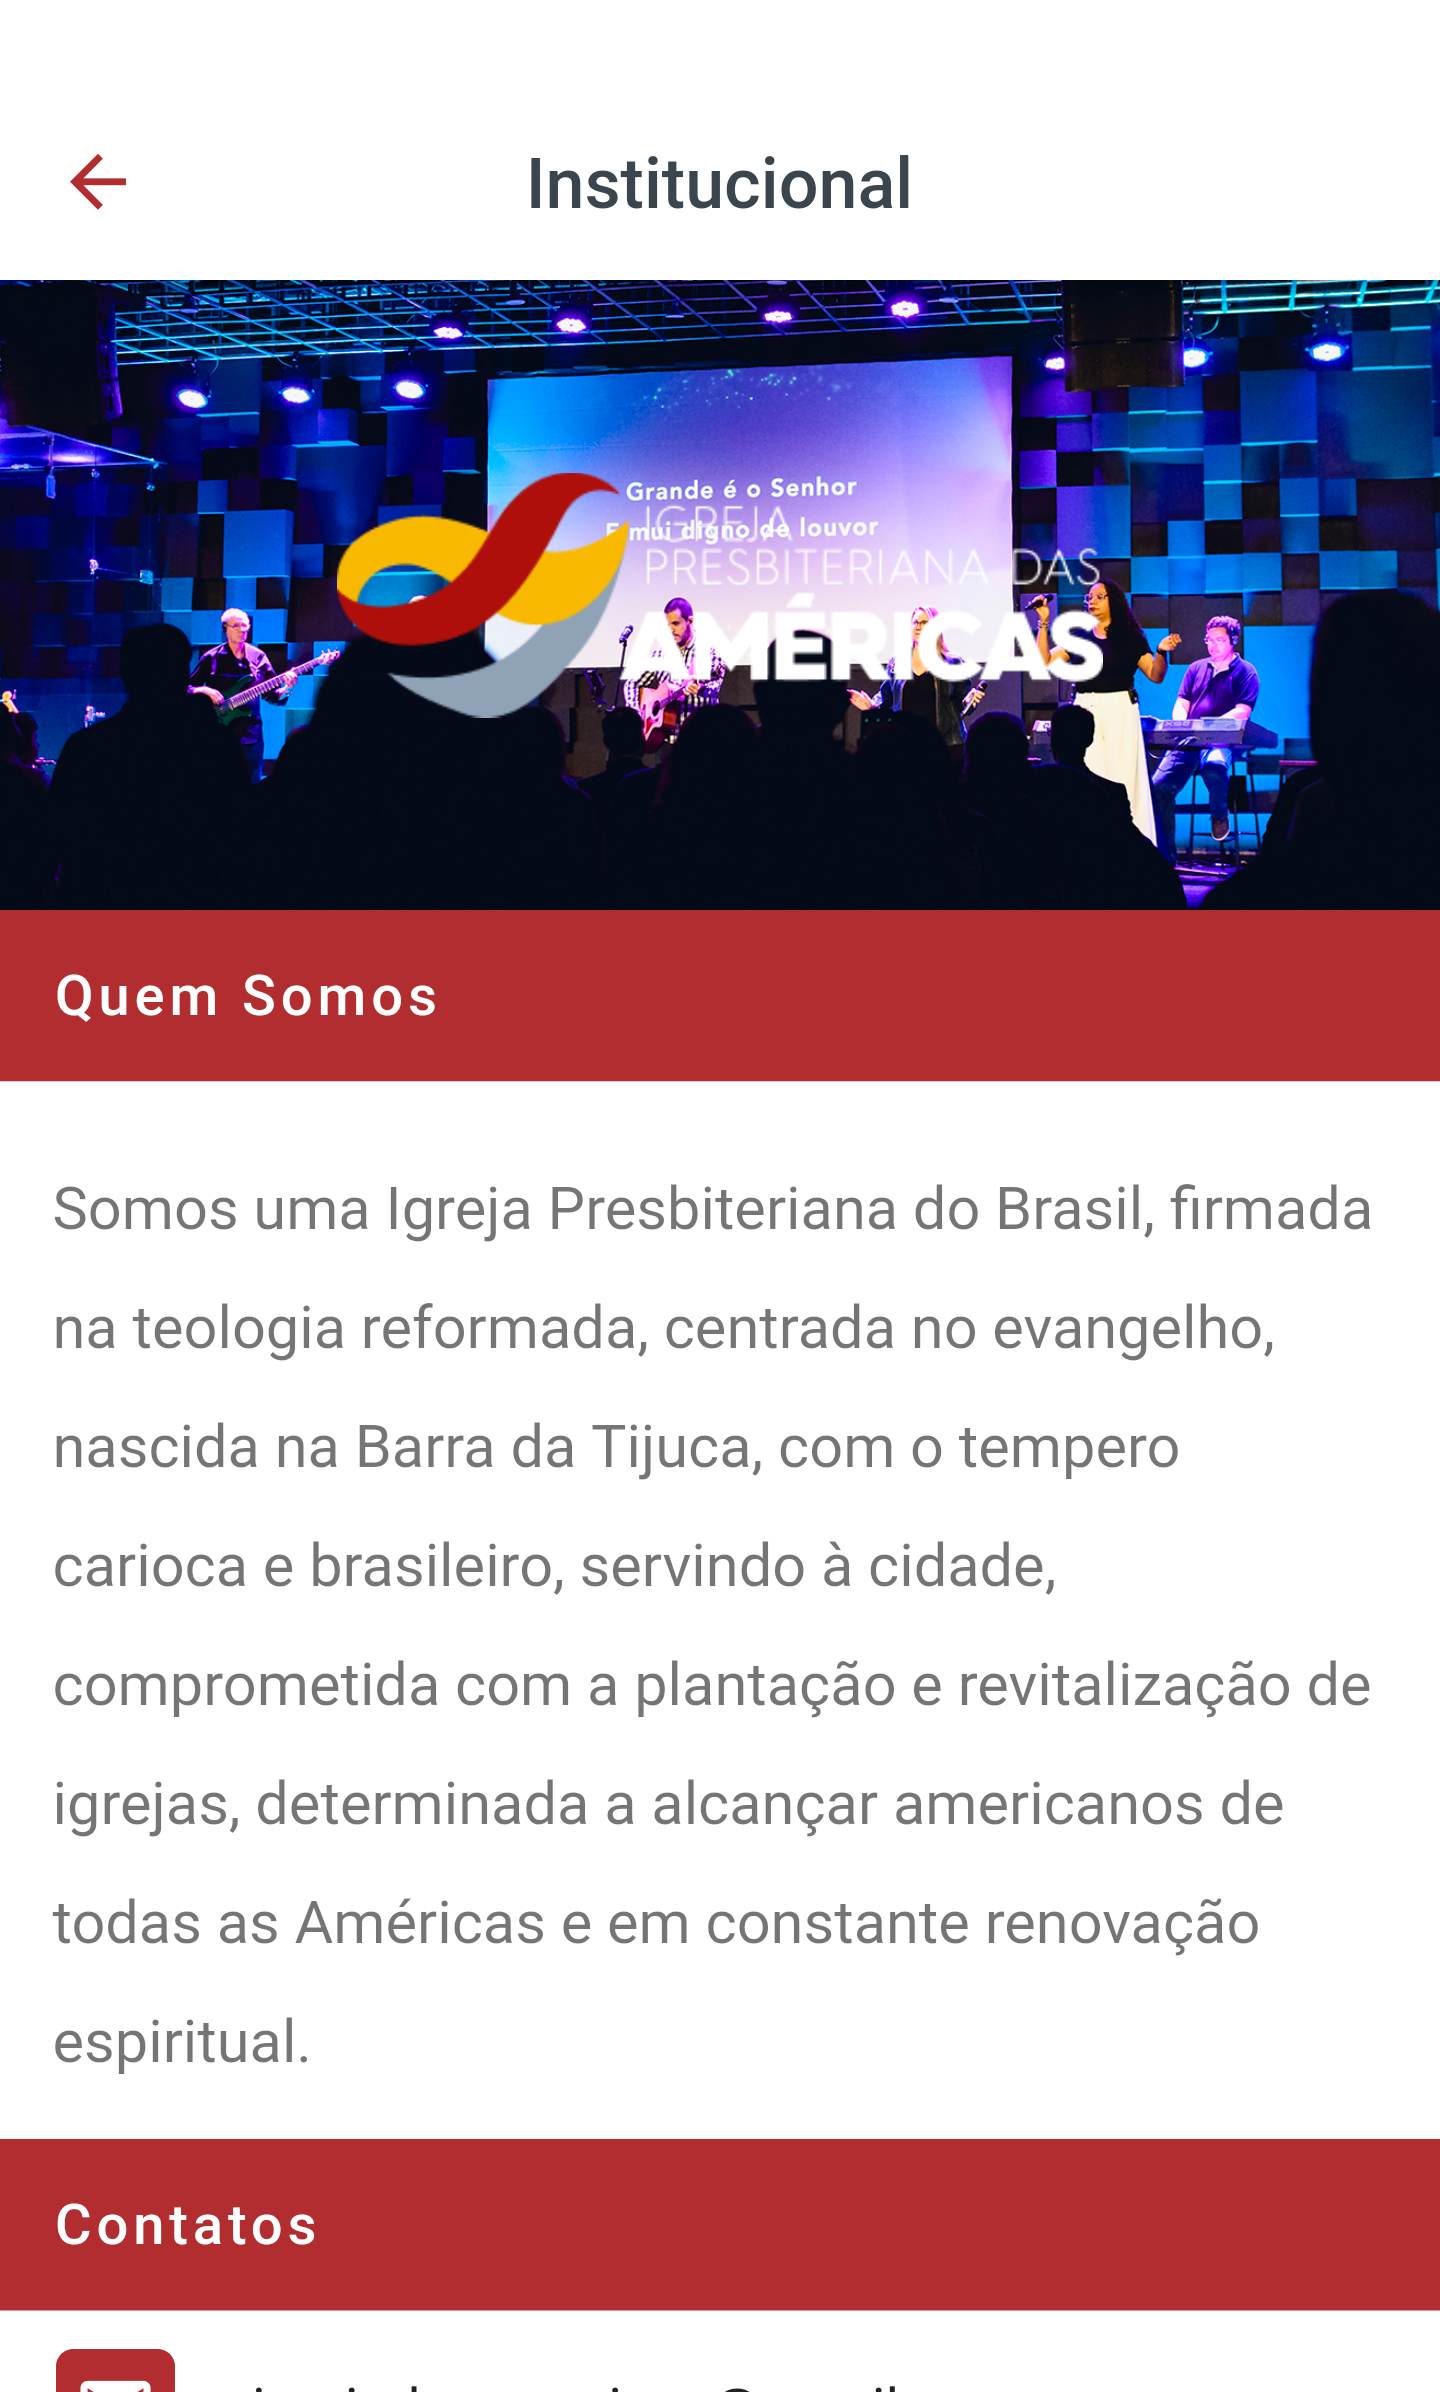 Institucional
Grande é o Senhor
E mui digno de louvor
IGREJA
PRESBITERIANA DAS
AMÉRICAS
Quem Somos
Somos uma Igreja Presbiteriana do Brasil, firmada
na teologia reformada, centrada no evangelho,
nascida na Barra da Tijuca, com o tempero
carioca e brasileiro, servindo à cidade,
comprometida com a plantação e revitalização de
igrejas, determinada a alcançar americanos de
todas as Américas e em constante renovação
espiritual.
Contatos